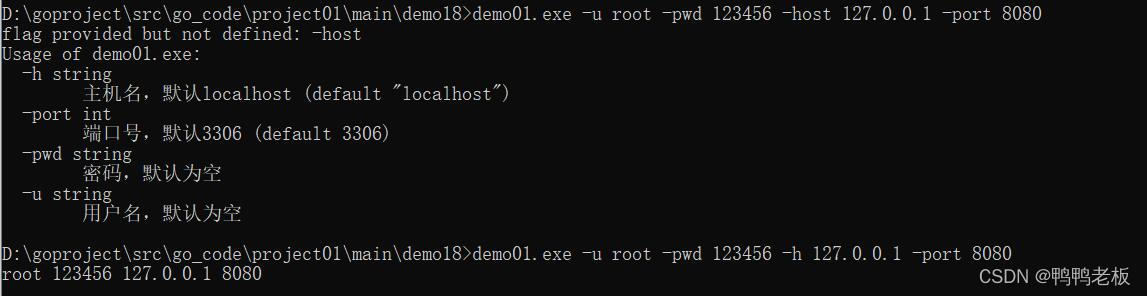 D:\goproject\src\go_code\project01\main\demo18>demo01.exe -u root -pwd 123456 -host 127.0.0.1 -port 8080
flag provided but not defined: -host
Usage of demo01.exe:
  -h string
        主机名，默认localhost (default "localhost")
  -port int
        端口号，默认3306 (default 3306)
  -pwd string
        密码，默认为空
  -u string
        用户名，默认为空
D:\goproject\src\go_code\project01\main\demo18>demo01.exe -u root -pwd 123456 -h 127.0.0.1 -port 8080
root 123456 127.0.0.1 8080
CSDN @鸭鸭老板